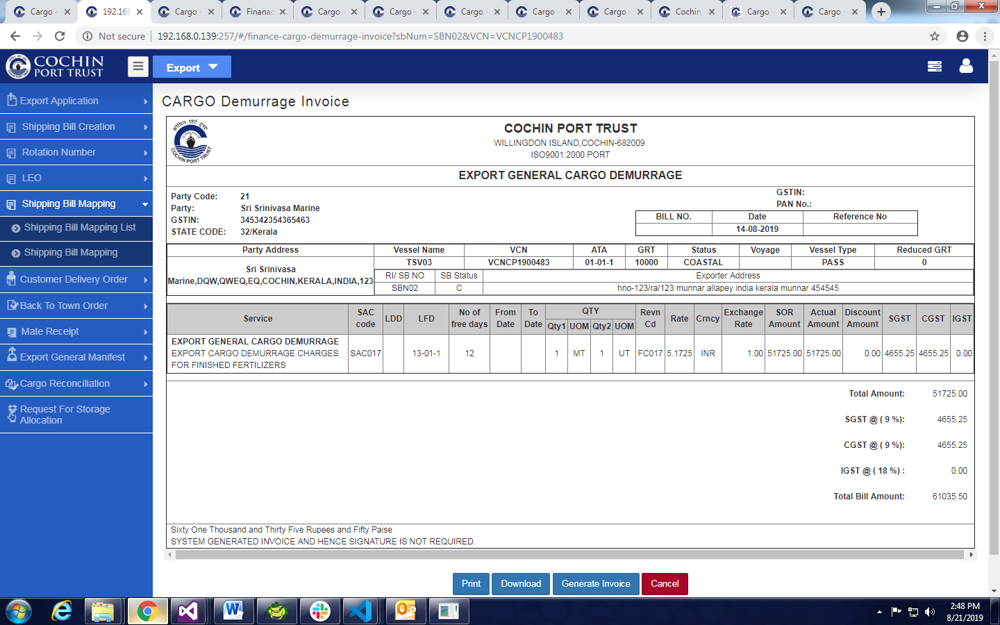 Cargo
192.168
Cargo
Finanac
Cargo
Cargo
Cargo
Cargo
Cargo
Cochin
Cargo
Cargo
Not secure
192.168.0.139:257/#/finance-cargo-demurrage-invoice?sbNum=SBN02&VCN=VCNCP1900483
COCHIN
PORT TRUST
Export
Export Application
Shipping Bill Creation
Rotation Number
LEO
Shipping Bill Mapping
Shipping Bill Mapping List
Shipping Bill Mapping
Customer Delivery Order
Back To Town Order
Mate Receipt
Export General Manifest
Cargo Reconciliation
Request For Storage
Allocation
CARGO Demurrage Invoice
कोचिन पोर्ट ट्रस्ट
COCHIN PORT TRUST
COCHIN PORT TRUST
WILLINGDON ISLAND,COCHIN-682009
ISO9001:2000 PORT
EXPORT GENERAL CARGO DEMURRAGE
Party Code: 21
Party: Sri Srinivasa Marine
GSTIN: 345342354365463
STATE CODE: 32/Kerala
GSTIN:
PAN No.:
BILL NO. Date Reference No
14-08-2019
Party Address Vessel Name VCN ATA GRT Status Voyage Vessel Type Reduced GRT
TSV03 VCNCP1900483 01-01-1 10000 COASTAL PASS 0
Sri Srinivasa
Marine,DQW,QWEQ,EQ,COCHIN,KERALA,INDIA,123
RI/ SB NO SB Status Exporter Address
SBN02 C hno-123/ra/123 munnar allapey india kerala munnar 454545
Service SAC code LDD LFD No of free days From Date To Date QTY Revn Cd Rate Crncy Exchange Rate SOR Amount Actual Amount Discount Amount SGST CGST IGST
Qty1 UOM Qty2 UOM
EXPORT GENERAL CARGO DEMURRAGE
EXPORT CARGO DEMURRAGE CHARGES
FOR FINISHED FERTILIZERS
SAC017 13-01-1 12 1 MT 1 UT FC017 5.1725 INR 1.00 51725.00 51725.00 0.00 4655.25 4655.25 0.00
Total Amount: 51725.00
SGST @ ( 9 %): 4655.25
CGST @ ( 9 %): 4655.25
IGST @ ( 18 %) : 0.00
Total Bill Amount: 61035.50
Sixty One Thousand and Thirty Five Rupees and Fifty Paise
SYSTEM GENERATED INVOICE AND HENCE SIGNATURE IS NOT REQUIRED.
Print
Download
Generate Invoice
Cancel
2:48 PM
8/21/2019